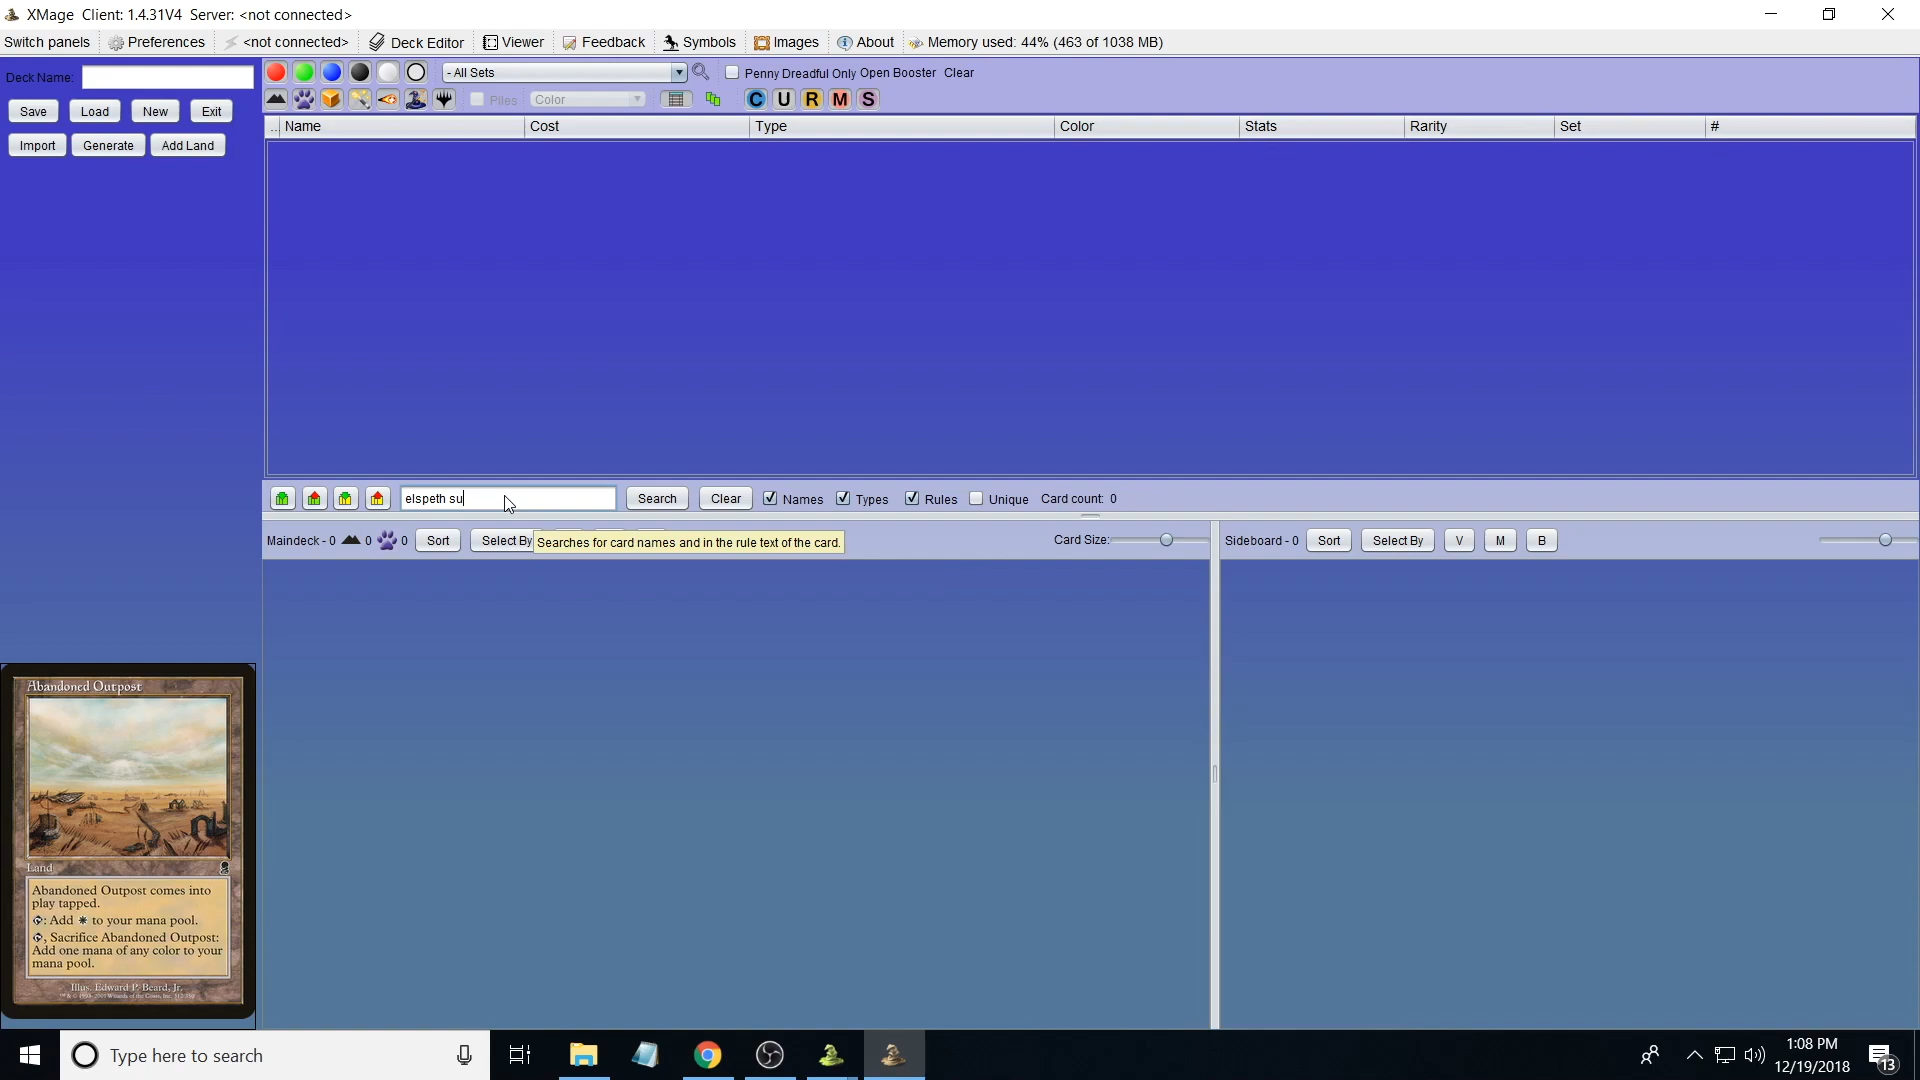 XMage Client: 1.4.31V4 Server: <not connected>
Switch panels Preferences <not connected> Deck Editor Viewer Feedback Symbols Images About Memory used: 44% (463 of 1038 MB)
Deck Name: - All Sets Penny Dreadful Only Open Booster Clear
Piles Color C U R M S
Save Load New Exit
Import Generate Add Land
... Name Cost Type Color Stats Rarity Set #
elspeth su Search Clear Names Types Rules Unique Card count: 0
Maindeck - 0 0 0 Sort Select By Card Size: Sideboard - 0 Sort Select By V M B
Searches for card names and in the rule text of the card.
Abandoned Outpost
Land
Abandoned Outpost comes into
play tapped.
: Add to your mana pool.
, Sacrifice Abandoned Outpost:
Add one mana of any color to your
mana pool.
Illus. Edward P. Beard, Jr.
Type here to search
1:08 PM
12/19/2018
13